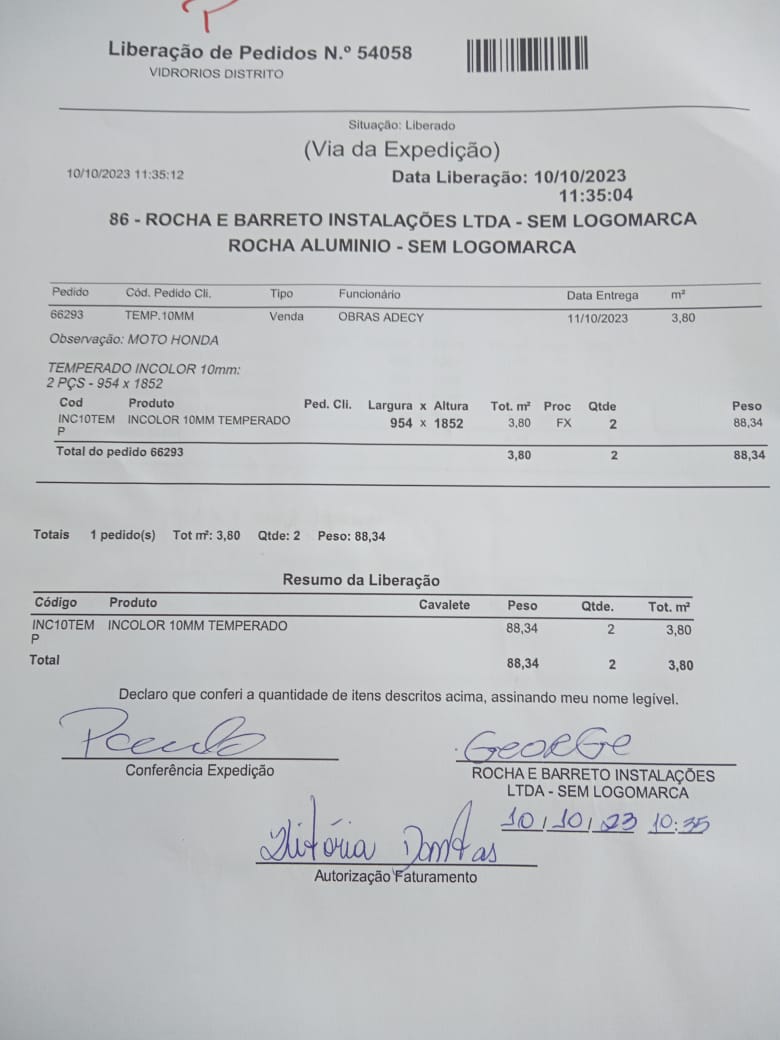 Liberação de Pedidos N.º 54058
VIDRORIOS DISTRITO
Situação: Liberado
(Via da Expedição)
10/10/2023 11:35:12
Data Liberação: 10/10/2023
11:35:04
86 - ROCHA E BARRETO INSTALAÇÕES LTDA - SEM LOGOMARCA
ROCHA ALUMINIO - SEM LOGOMARCA
Pedido Cód. Pedido Cli. Tipo Funcionário Data Entrega m²
66293 TEMP.10MM Venda OBRAS ADECY 11/10/2023 3,80
Observação: MOTO HONDA
TEMPERADO INCOLOR 10mm:
2 PÇS - 954 x 1852
Cod Produto Ped. Cli. Largura x Altura Tot. m² Proc Qtde Peso
INC10TEM INCOLOR 10MM TEMPERADO 954 x 1852 3,80 FX 2 88,34
P
Total do pedido 66293 3,80 2 88,34
Totais 1 pedido(s) Tot m²: 3,80 Qtde: 2 Peso: 88,34
Resumo da Liberação
Código Produto Cavalete Peso Qtde. Tot. m²
INC10TEM INCOLOR 10MM TEMPERADO 88,34 2 3,80
P
Total 88,34 2 3,80
Declaro que conferi a quantidade de itens descritos acima, assinando meu nome legível.
Paulo GEORGE
Conferência Expedição ROCHA E BARRETO INSTALAÇÕES
LTDA - SEM LOGOMARCA
10/10/23 10:35
Vitória Dantas
Autorização Faturamento